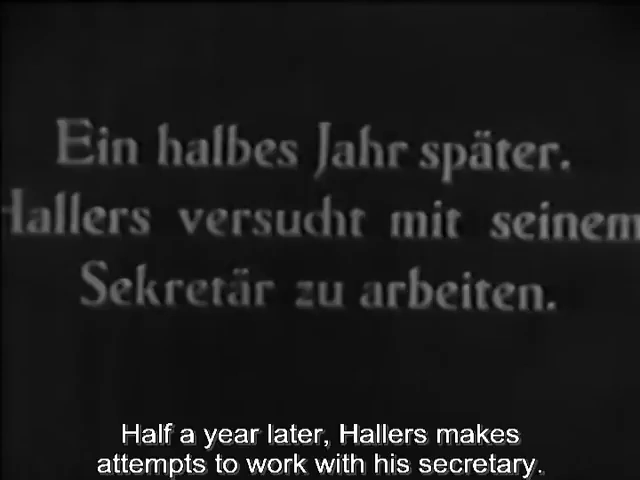 Ein halbes Jahr später.
Hallers versucht mit seinem
Sekretär zu arbeiten.
Half a year later, Hallers makes
attempts to work with his secretary.